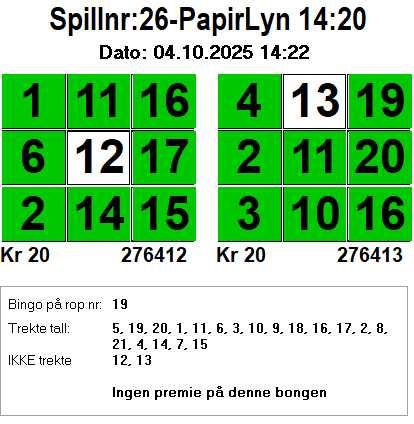 Spillnr:26-PapirLyn 14:20
Dato: 04.10.2025 14:22
1 11 16 4 13 19
6 12 17 2 11 20
2 14 15 3 10 16
Kr 20 276412 Kr 20 276413
Bingo på rop nr: 19
Trekte tall: 5, 19, 20, 1, 11, 6, 3, 10, 9, 18, 16, 17, 2, 8,
21, 4, 14, 7, 15
IKKE trekte 12, 13
Ingen premie på denne bongen